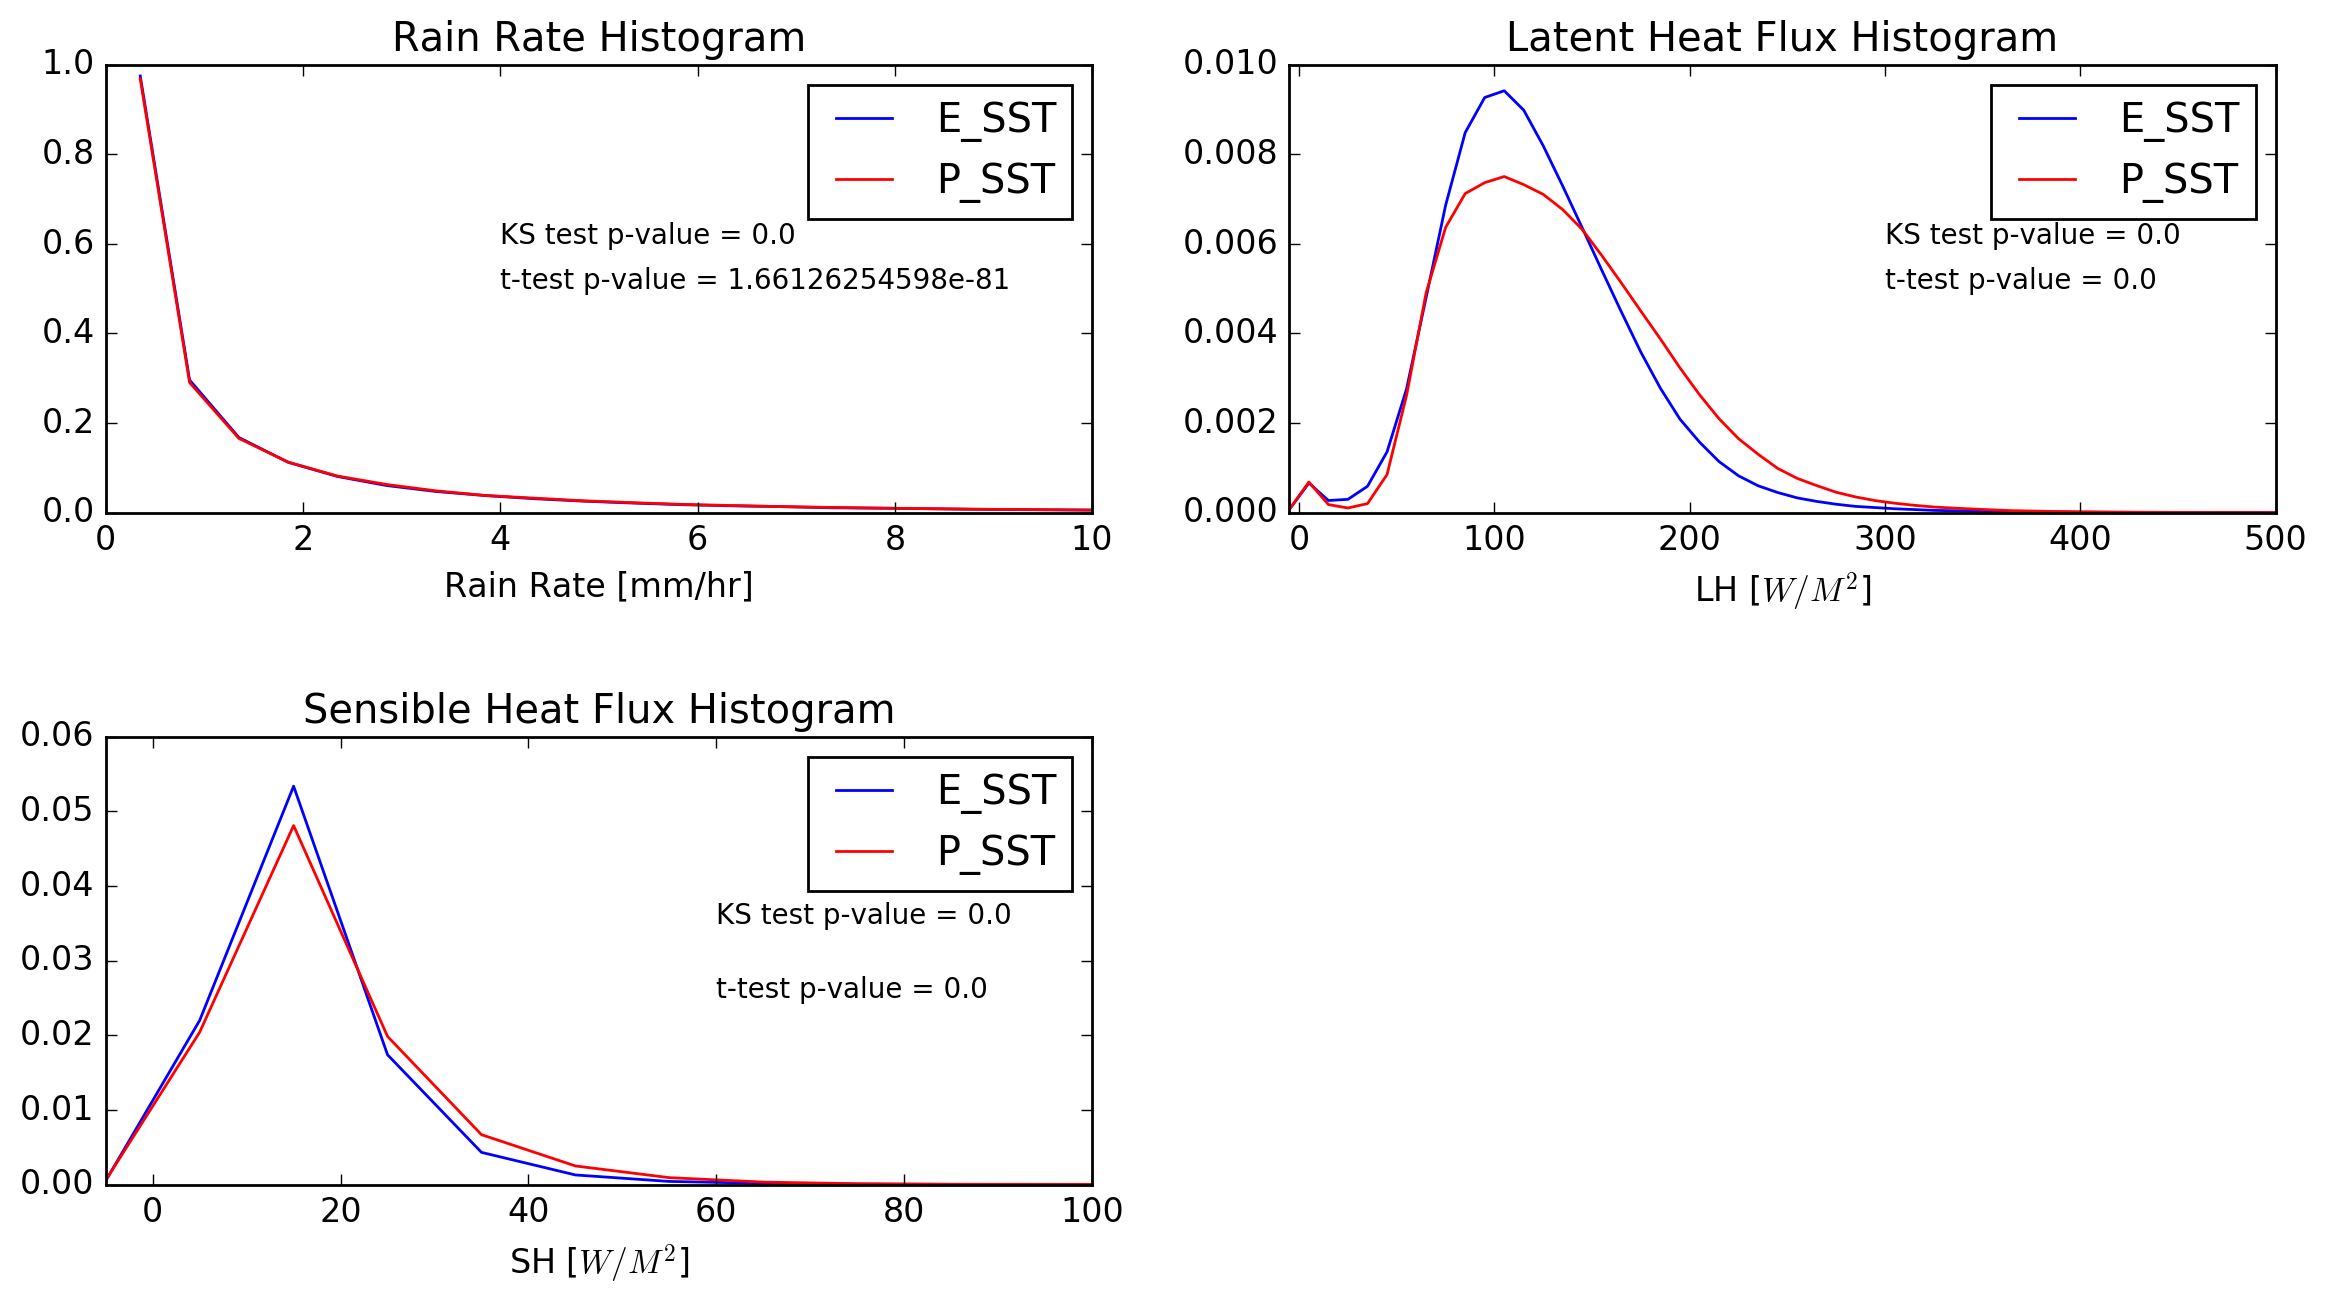 Rain Rate Histogram
1.0
0.8
0.6
0.4
0.2
0.0
0 2 4 6 8 10
Rain Rate [mm/hr]
E_SST
P_SST
KS test p-value = 0.0
t-test p-value = 1.66126254598e-81
Latent Heat Flux Histogram
0.010
0.008
0.006
0.004
0.002
0.000
0 100 200 300 400 500
LH [W/M²]
E_SST
P_SST
KS test p-value = 0.0
t-test p-value = 0.0
Sensible Heat Flux Histogram
0.06
0.05
0.04
0.03
0.02
0.01
0.00
0 20 40 60 80 100
SH [W/M²]
E_SST
P_SST
KS test p-value = 0.0
t-test p-value = 0.0